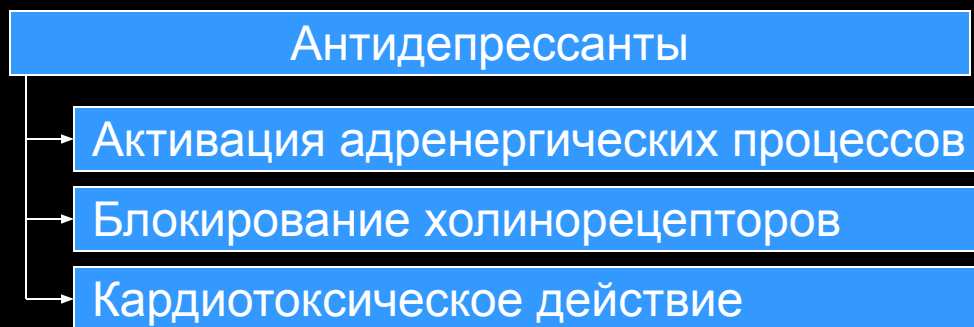 Антидепрессанты
Активация адренергических процессов
Блокирование холинорецепторов
Кардиотоксическое действие